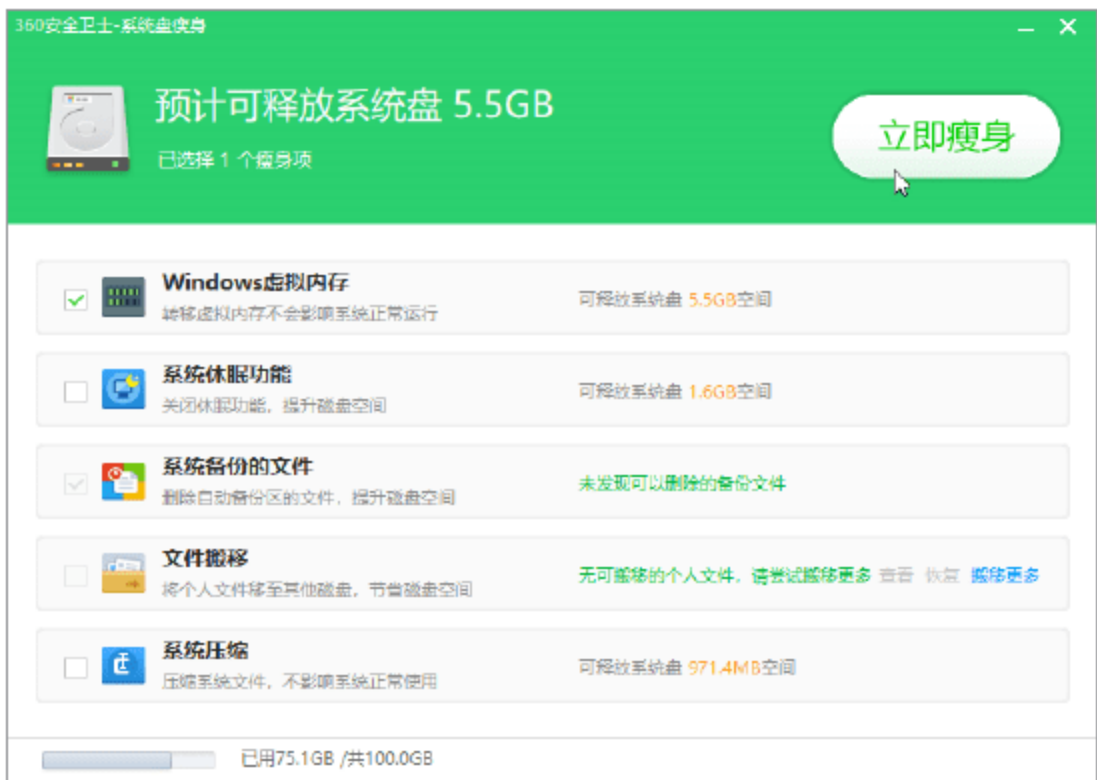 360安全卫士-系统盘瘦身
预计可释放系统盘 5.5GB
已选择 1 个瘦身项
立即瘦身
Windows虚拟内存
转移虚拟内存不会影响系统正常运行
可释放系统盘 5.5GB空间
系统休眠功能
关闭休眠功能，提升磁盘空间
可释放系统盘 1.6GB空间
系统备份的文件
删除自动备份区的文件，提升磁盘空间
未发现可以删除的备份文件
文件搬移
将个人文件移至其他磁盘，节省磁盘空间
无可搬移的个人文件，请尝试搬移更多 查看 恢复 搬移更多
系统压缩
压缩系统文件，不影响系统正常使用
可释放系统盘 971.4MB空间
已用75.1GB /共100.0GB